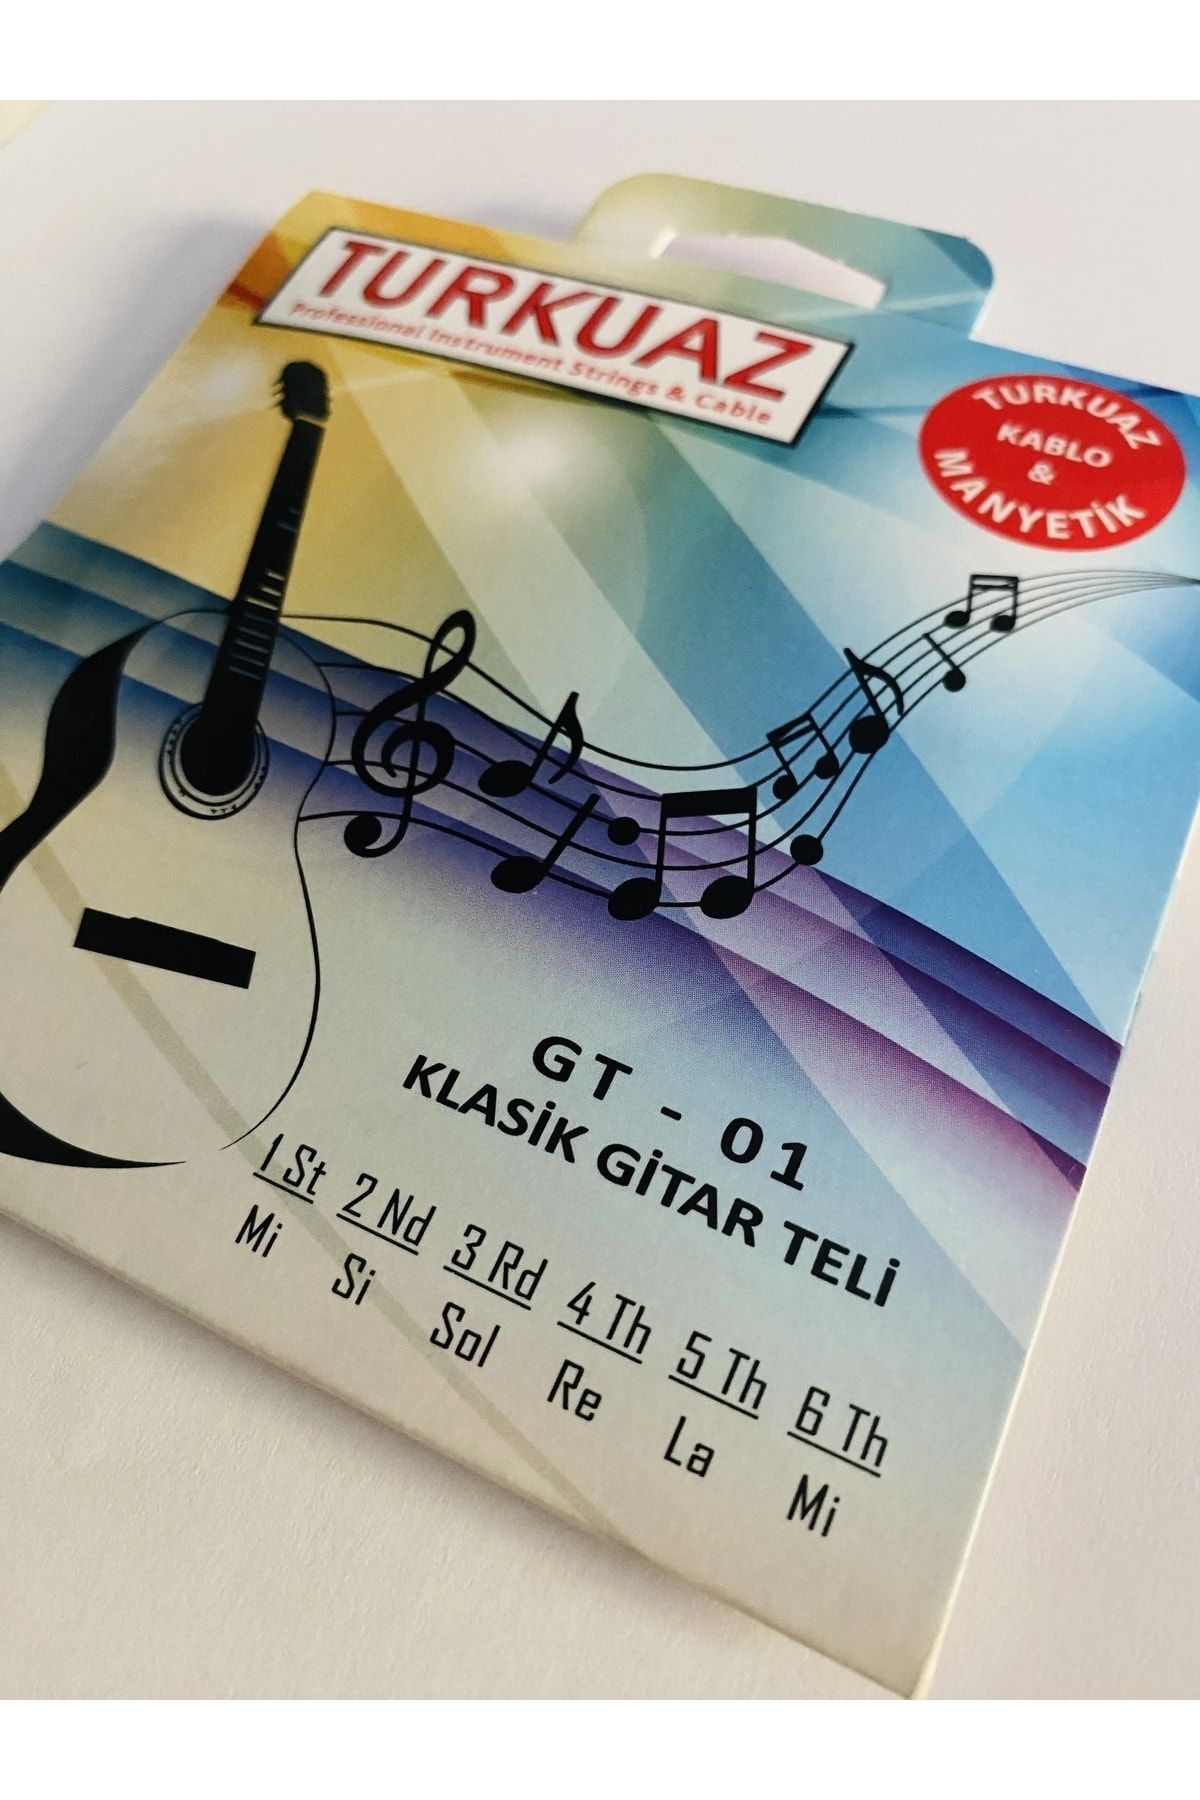 TURKUAZ
Professional Instrument Strings & Cable
TURKUAZ
KABLO
&
MANYETİK
GT - 01
KLASİK GİTAR TELİ
1 St 2 Nd 3 Rd 4 Th 5 Th 6 Th
Mi Si Sol Re La Mi